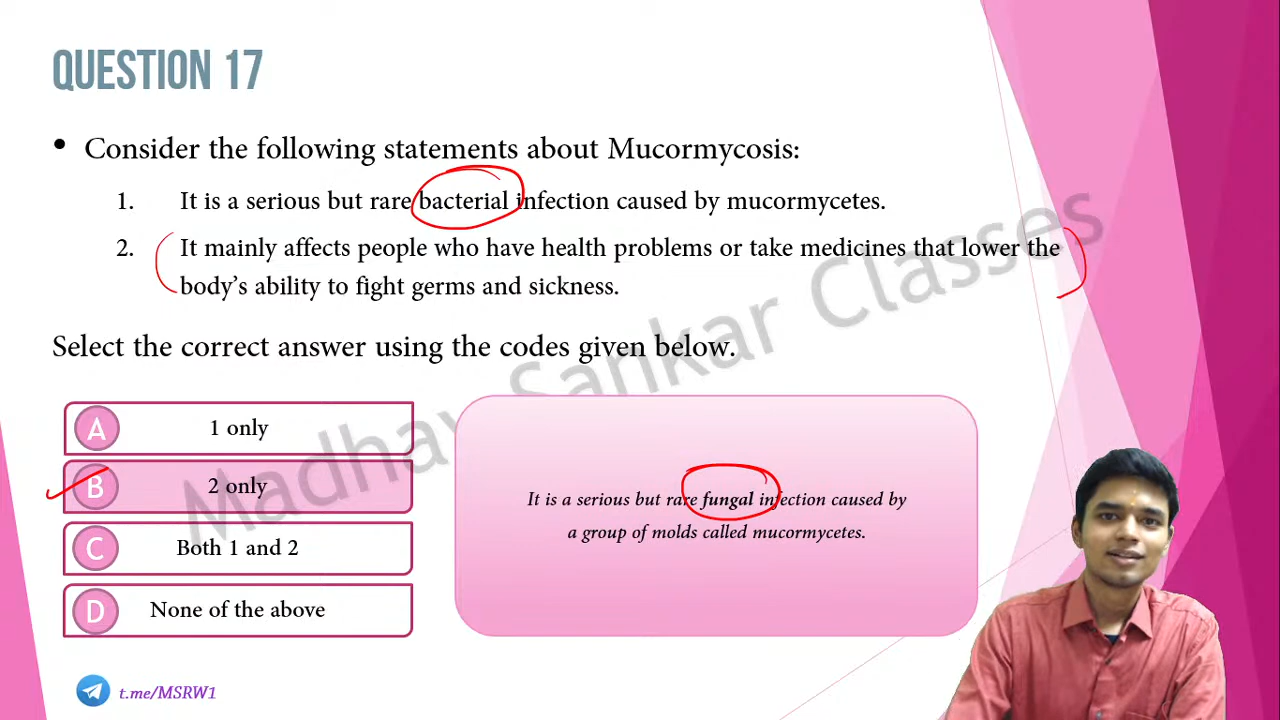 QUESTION 17
• Consider the following statements about Mucormycosis:
1. It is a serious but rare bacterial infection caused by mucormycetes.
2. It mainly affects people who have health problems or take medicines that lower the
body’s ability to fight germs and sickness.
Select the correct answer using the codes given below.
Madhav Sankar Classes
A 1 only
B 2 only
C Both 1 and 2
D None of the above
It is a serious but rare fungal infection caused by
a group of molds called mucormycetes.
t.me/MSRW1